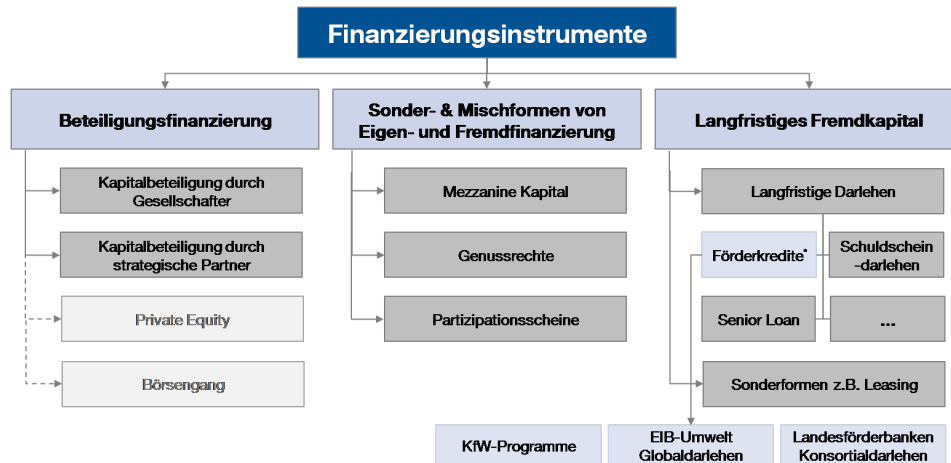 Finanzierungsinstrumente
Beteiligungsfinanzierung
Kapitalbeteiligung durch
Gesellschafter
Kapitalbeteiligung durch
strategische Partner
Private Equity
Börsengang
Sonder- & Mischformen von
Eigen- und Fremdfinanzierung
Mezzanine Kapital
Genussrechte
Partizipationsscheine
Langfristiges Fremdkapital
Langfristige Darlehen
Förderkredite*
Schuldschein
-darlehen
Senior Loan
...
Sonderformen z.B. Leasing
KfW-Programme
EIB-Umwelt
Globaldarlehen
Landesförderbanken
Konsortialdarlehen